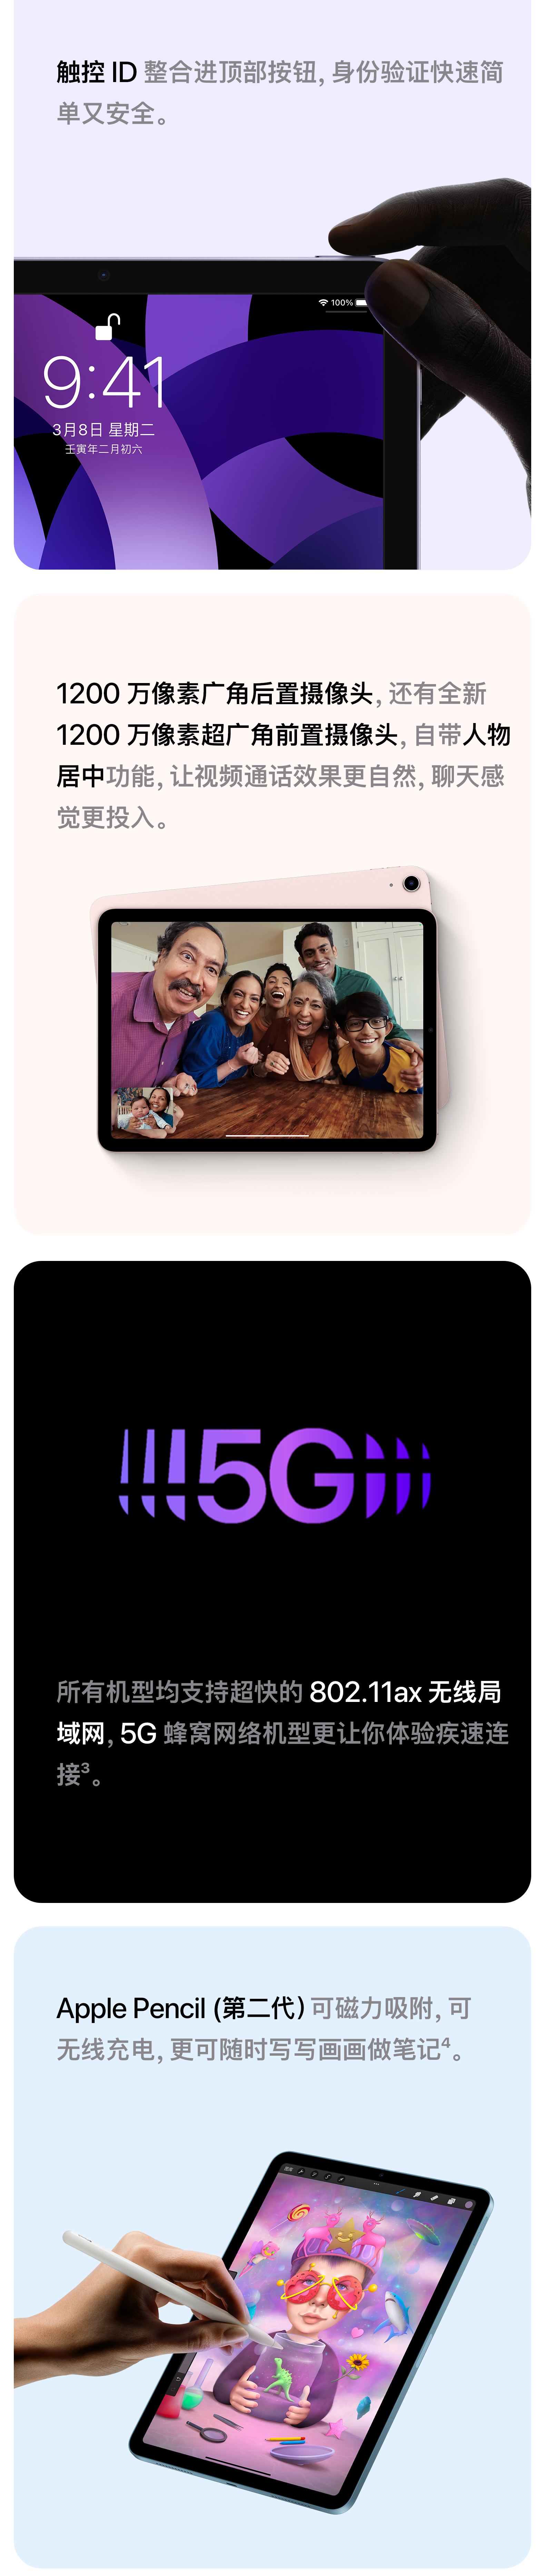 触控 ID 整合进顶部按钮, 身份验证快速简
单又安全。
100%
9:41
3月8日 星期二
壬寅年二月初六
1200 万像素广角后置摄像头, 还有全新
1200 万像素超广角前置摄像头, 自带人物
居中功能, 让视频通话效果更自然, 聊天感
觉更投入。
5G
所有机型均支持超快的 802.11ax 无线局
域网, 5G 蜂窝网络机型更让你体验疾速连
接³。
Apple Pencil (第二代) 可磁力吸附, 可
无线充电, 更可随时写写画画做笔记⁴。